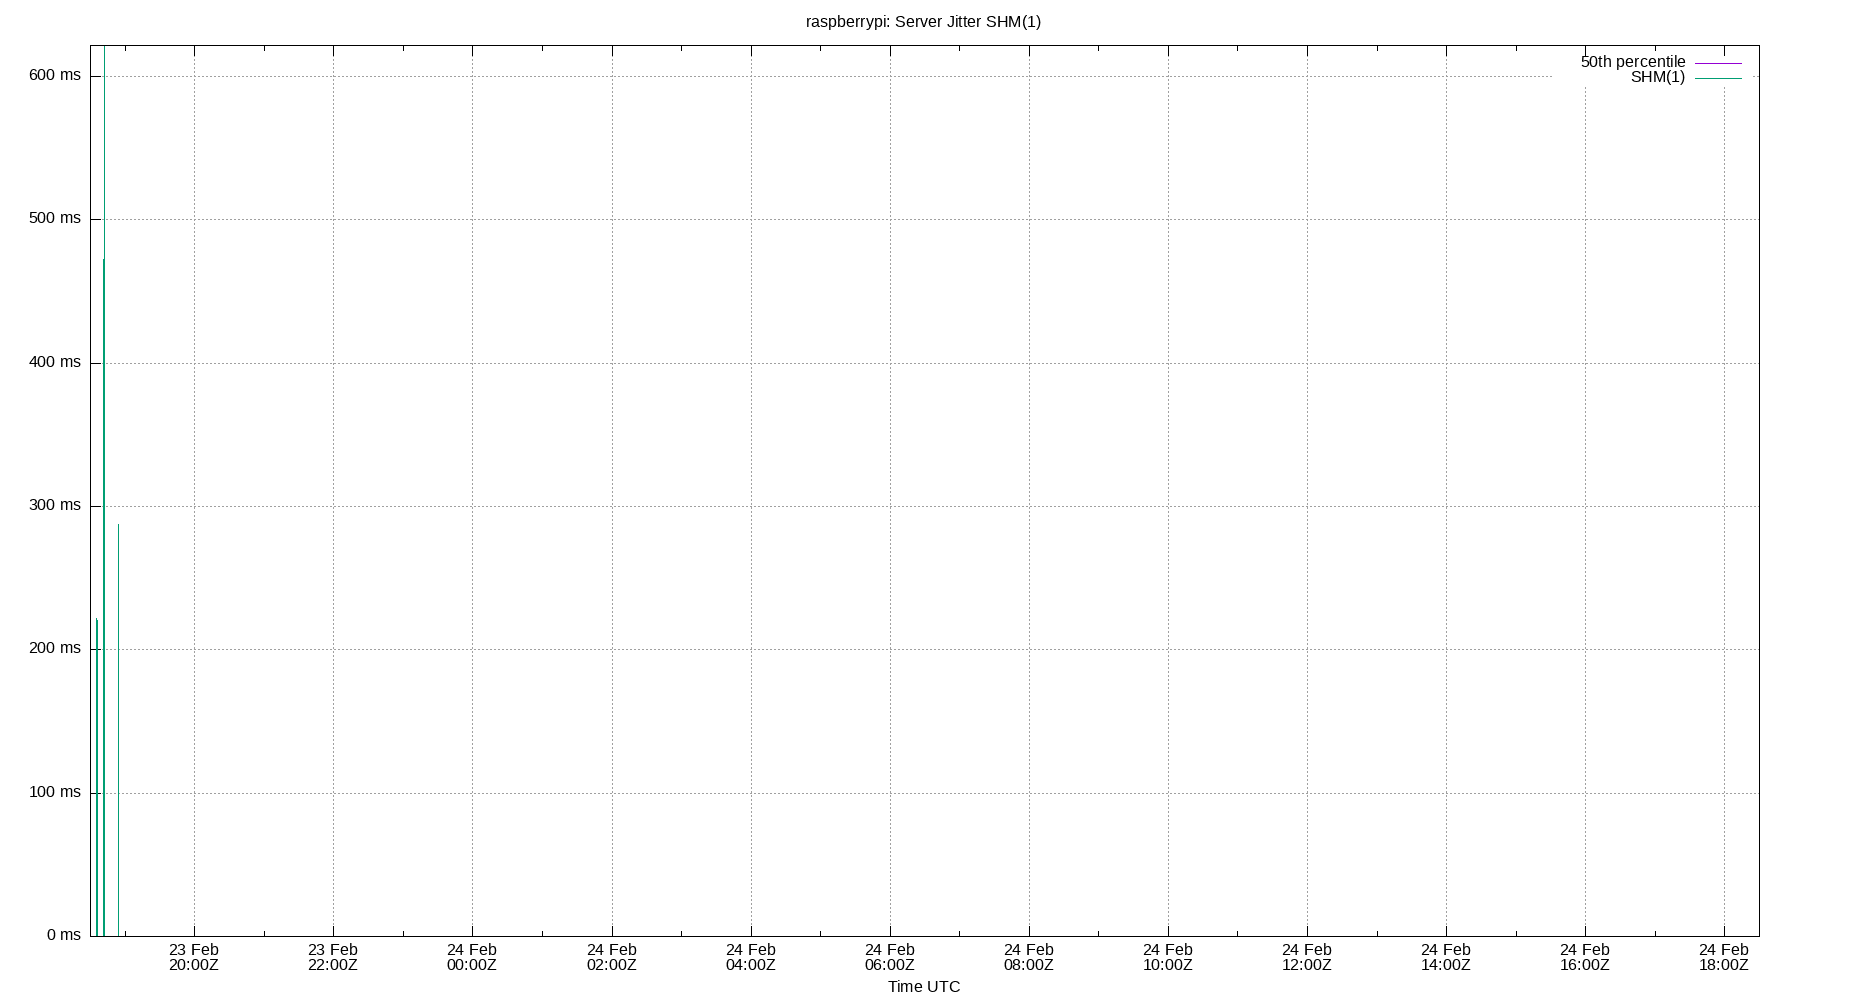 raspberrypi: Server Jitter SHM(1)
50th percentile
SHM(1)
600 ms
500 ms
400 ms
300 ms
200 ms
100 ms
0 ms
23 Feb 23 Feb 24 Feb 24 Feb 24 Feb 24 Feb 24 Feb 24 Feb 24 Feb 24 Feb 24 Feb 24 Feb
20:00Z 22:00Z 00:00Z 02:00Z 04:00Z 06:00Z 08:00Z 10:00Z 12:00Z 14:00Z 16:00Z 18:00Z
Time UTC